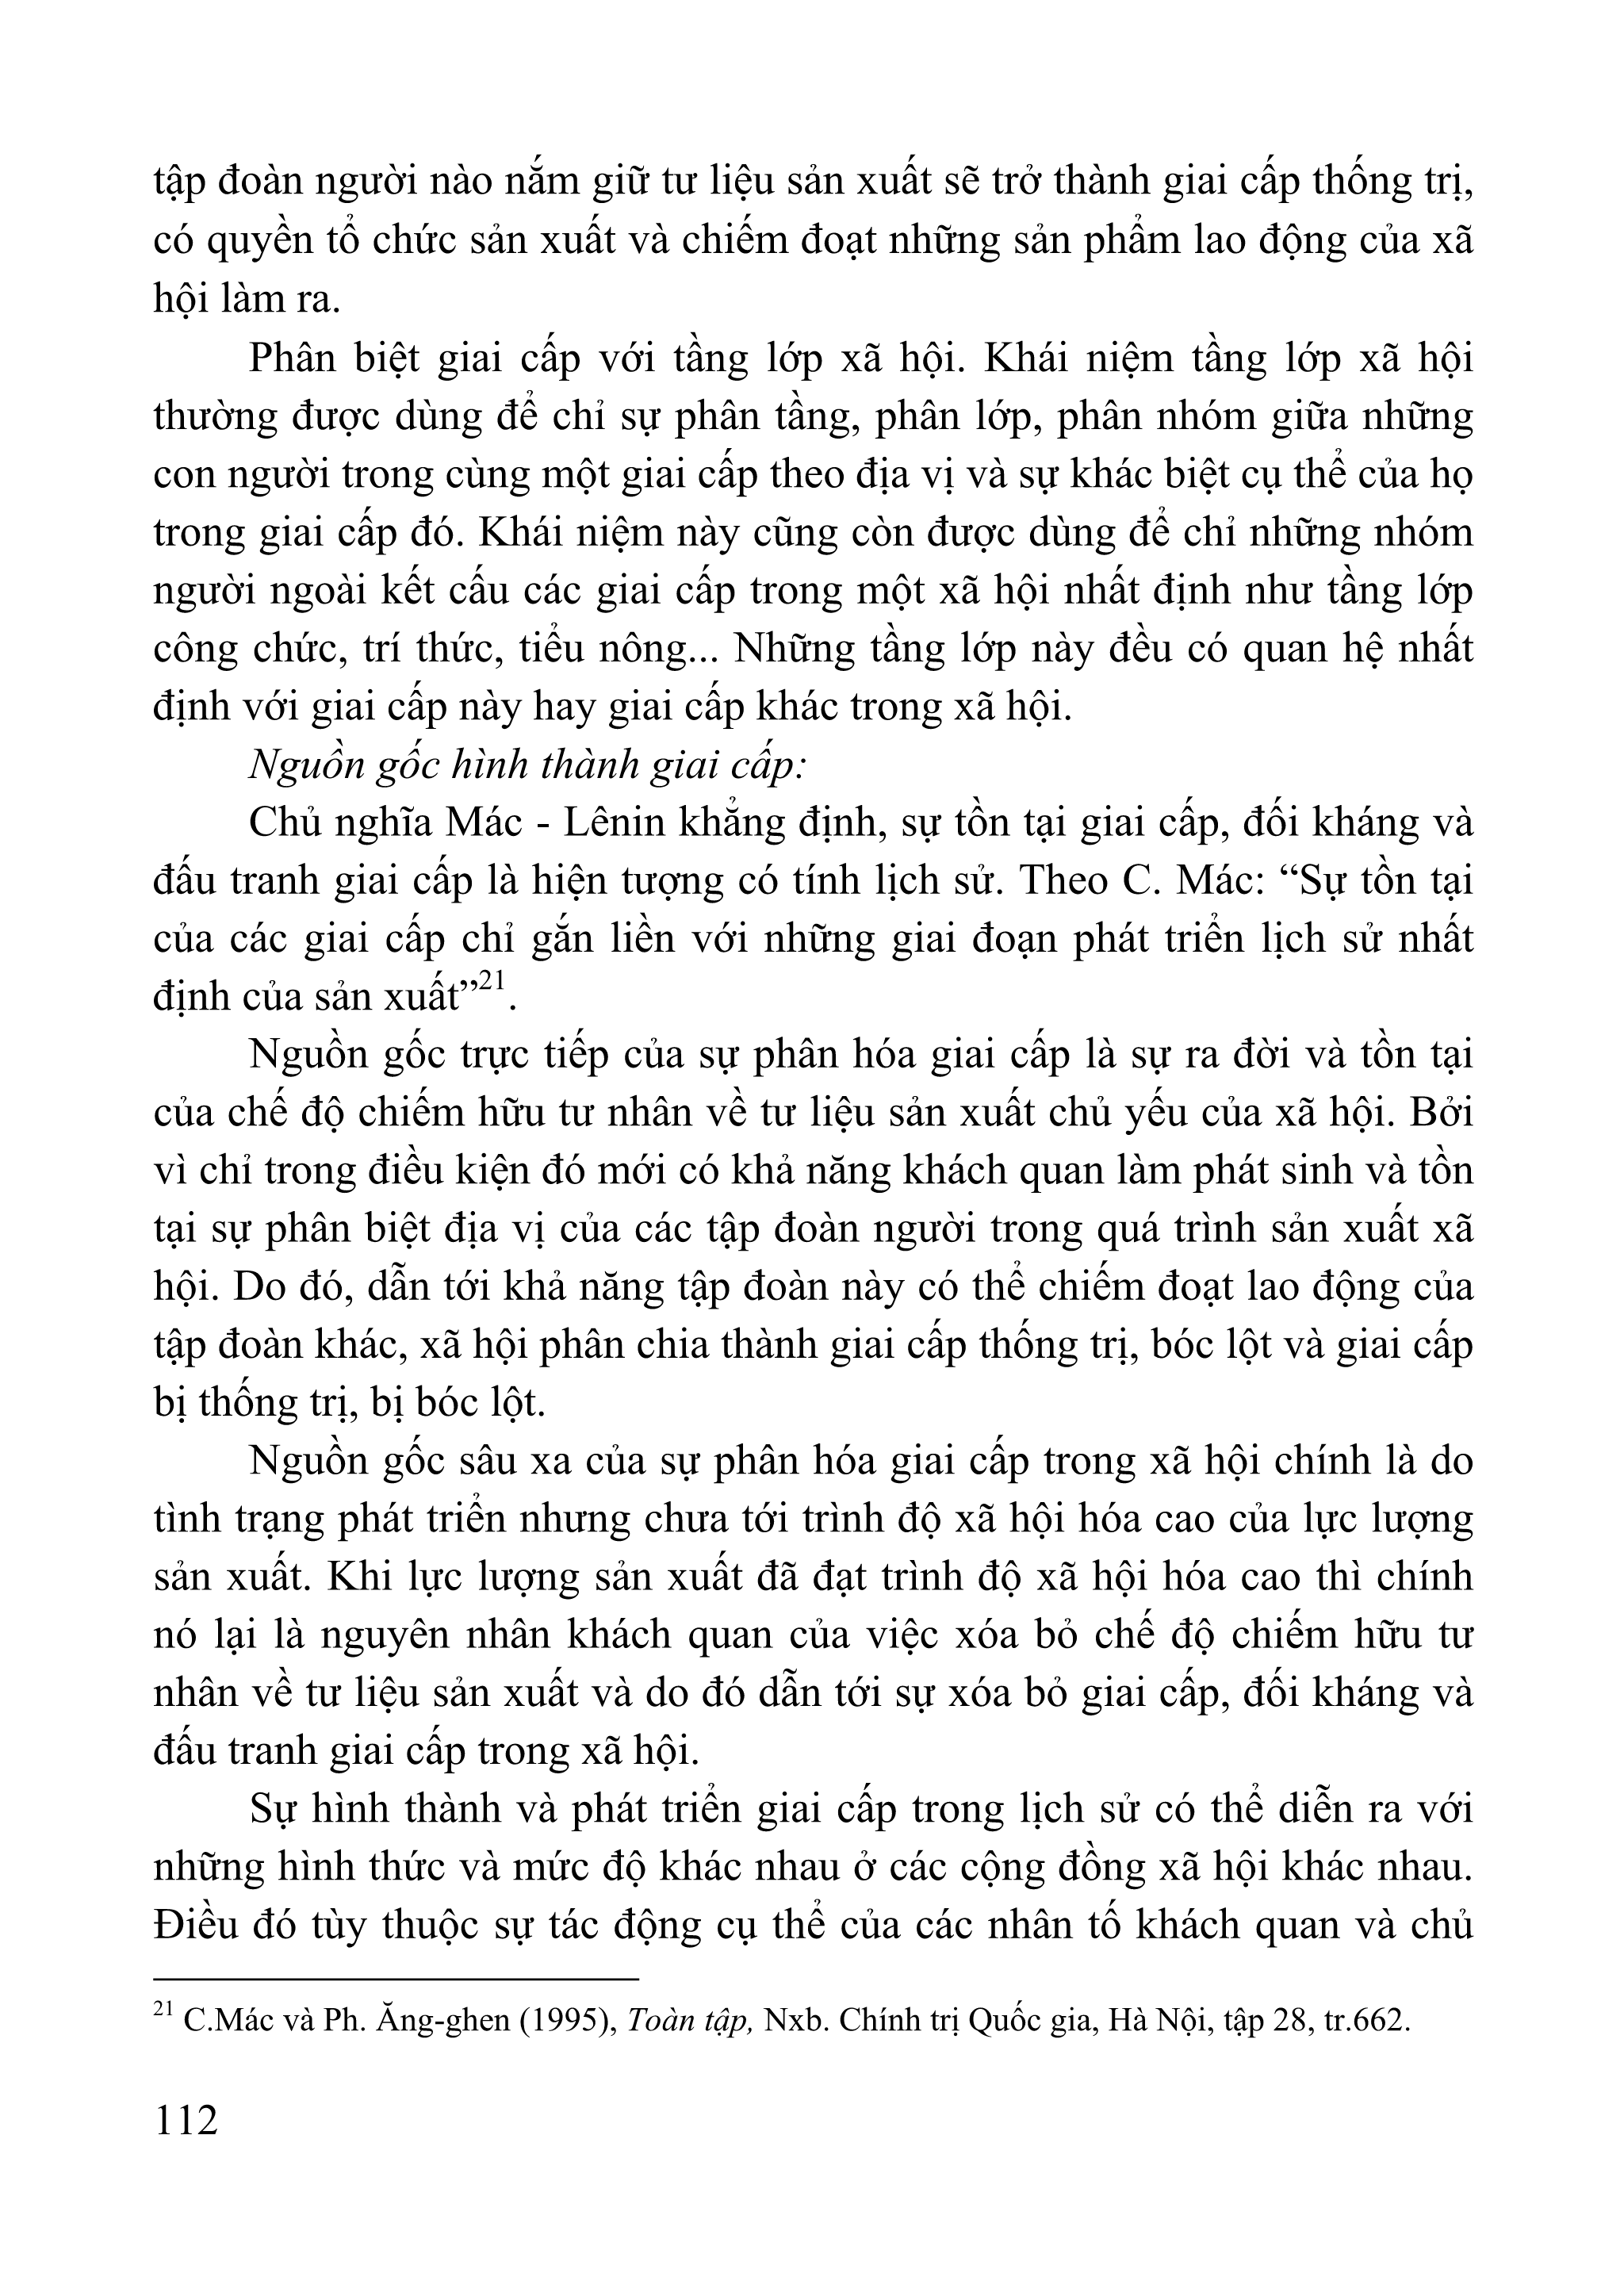 tập đoàn người nào nắm giữ tư liệu sản xuất sẽ trở thành giai cấp thống trị,
có quyền tổ chức sản xuất và chiếm đoạt những sản phẩm lao động của xã
hội làm ra.
Phân biệt giai cấp với tầng lớp xã hội. Khái niệm tầng lớp xã hội
thường được dùng để chỉ sự phân tầng, phân lớp, phân nhóm giữa những
con người trong cùng một giai cấp theo địa vị và sự khác biệt cụ thể của họ
trong giai cấp đó. Khái niệm này cũng còn được dùng để chỉ những nhóm
người ngoài kết cấu các giai cấp trong một xã hội nhất định như tầng lớp
công chức, trí thức, tiểu nông... Những tầng lớp này đều có quan hệ nhất
định với giai cấp này hay giai cấp khác trong xã hội.
Nguồn gốc hình thành giai cấp:
Chủ nghĩa Mác - Lênin khẳng định, sự tồn tại giai cấp, đối kháng và
đấu tranh giai cấp là hiện tượng có tính lịch sử. Theo C. Mác: “Sự tồn tại
của các giai cấp chỉ gắn liền với những giai đoạn phát triển lịch sử nhất
định của sản xuất”21.
Nguồn gốc trực tiếp của sự phân hóa giai cấp là sự ra đời và tồn tại
của chế độ chiếm hữu tư nhân về tư liệu sản xuất chủ yếu của xã hội. Bởi
vì chỉ trong điều kiện đó mới có khả năng khách quan làm phát sinh và tồn
tại sự phân biệt địa vị của các tập đoàn người trong quá trình sản xuất xã
hội. Do đó, dẫn tới khả năng tập đoàn này có thể chiếm đoạt lao động của
tập đoàn khác, xã hội phân chia thành giai cấp thống trị, bóc lột và giai cấp
bị thống trị, bị bóc lột.
Nguồn gốc sâu xa của sự phân hóa giai cấp trong xã hội chính là do
tình trạng phát triển nhưng chưa tới trình độ xã hội hóa cao của lực lượng
sản xuất. Khi lực lượng sản xuất đã đạt trình độ xã hội hóa cao thì chính
nó lại là nguyên nhân khách quan của việc xóa bỏ chế độ chiếm hữu tư
nhân về tư liệu sản xuất và do đó dẫn tới sự xóa bỏ giai cấp, đối kháng và
đấu tranh giai cấp trong xã hội.
Sự hình thành và phát triển giai cấp trong lịch sử có thể diễn ra với
những hình thức và mức độ khác nhau ở các cộng đồng xã hội khác nhau.
Điều đó tùy thuộc sự tác động cụ thể của các nhân tố khách quan và chủ
21 C.Mác và Ph. Ăng-ghen (1995), Toàn tập, Nxb. Chính trị Quốc gia, Hà Nội, tập 28, tr.662.
112